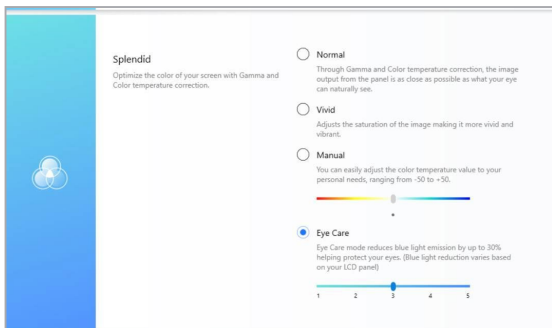 Splendid
Optimize the color of your screen with Gamma and
Color temperature correction.
Normal
Through Gamma and Color temperature correction, the image
output from the panel is as close as possible as what your eye
can naturally see.
Vivid
Adjusts the saturation of the image making it more vivid and
vibrant.
Manual
You can easily adjust the color temperature value to your
personal needs, ranging from -50 to +50.
Eye Care
Eye Care mode reduces blue light emission by up to 30%
helping protect your eyes. (Blue light reduction varies based
on your LCD panel)
1 2 3 4 5